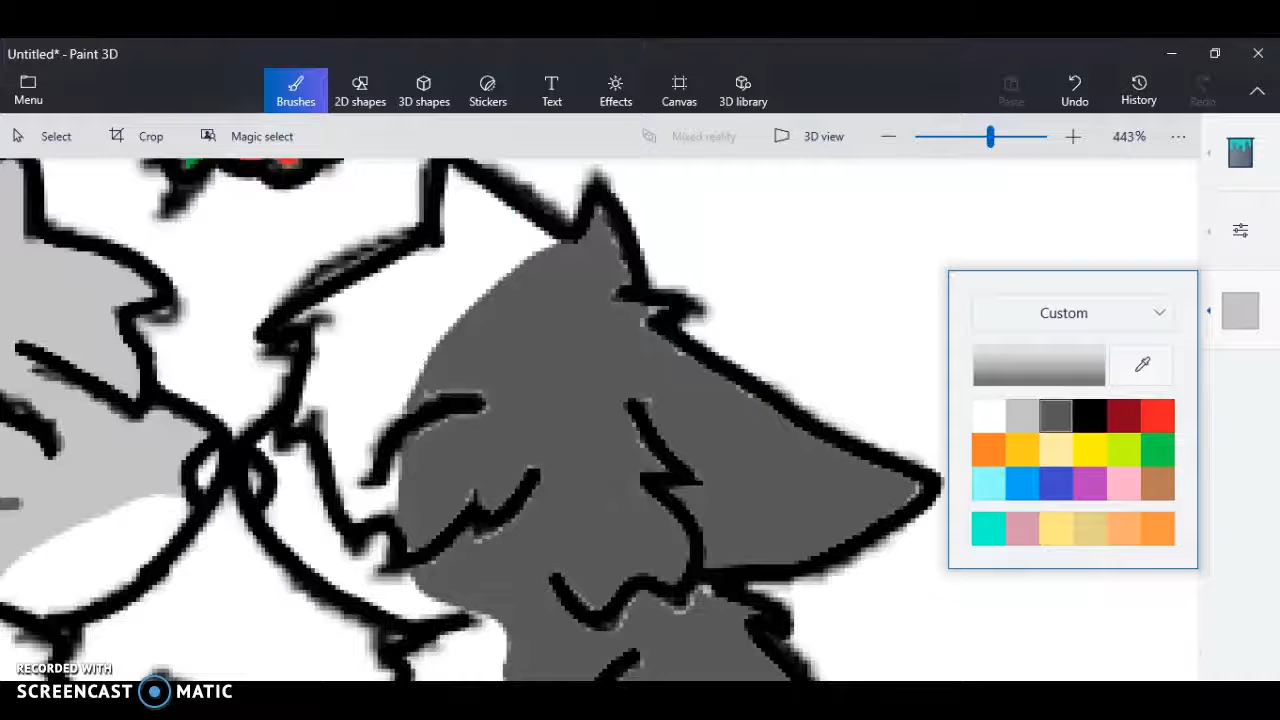 Untitled* - Paint 3D
Menu
Brushes 2D shapes 3D shapes Stickers Text Effects Canvas 3D library Paste Undo History Redo
Select Crop Magic select Mixed reality 3D view 443%
Custom
RECORDED WITH
SCREENCAST MATIC